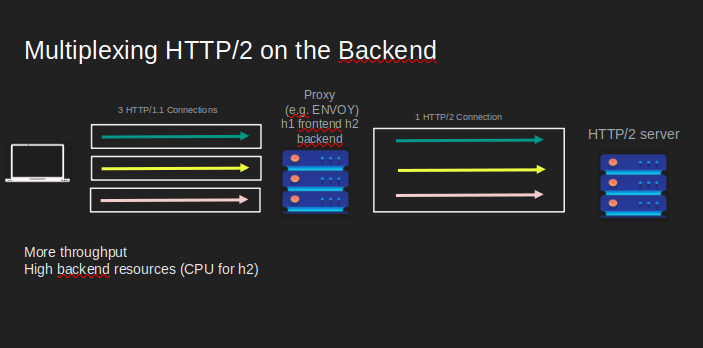 Multiplexing HTTP/2 on the Backend
3 HTTP/1.1 Connections
Proxy
(e.g. ENVOY)
h1 frontend h2
backend
1 HTTP/2 Connection
HTTP/2 server
More throughput
High backend resources (CPU for h2)